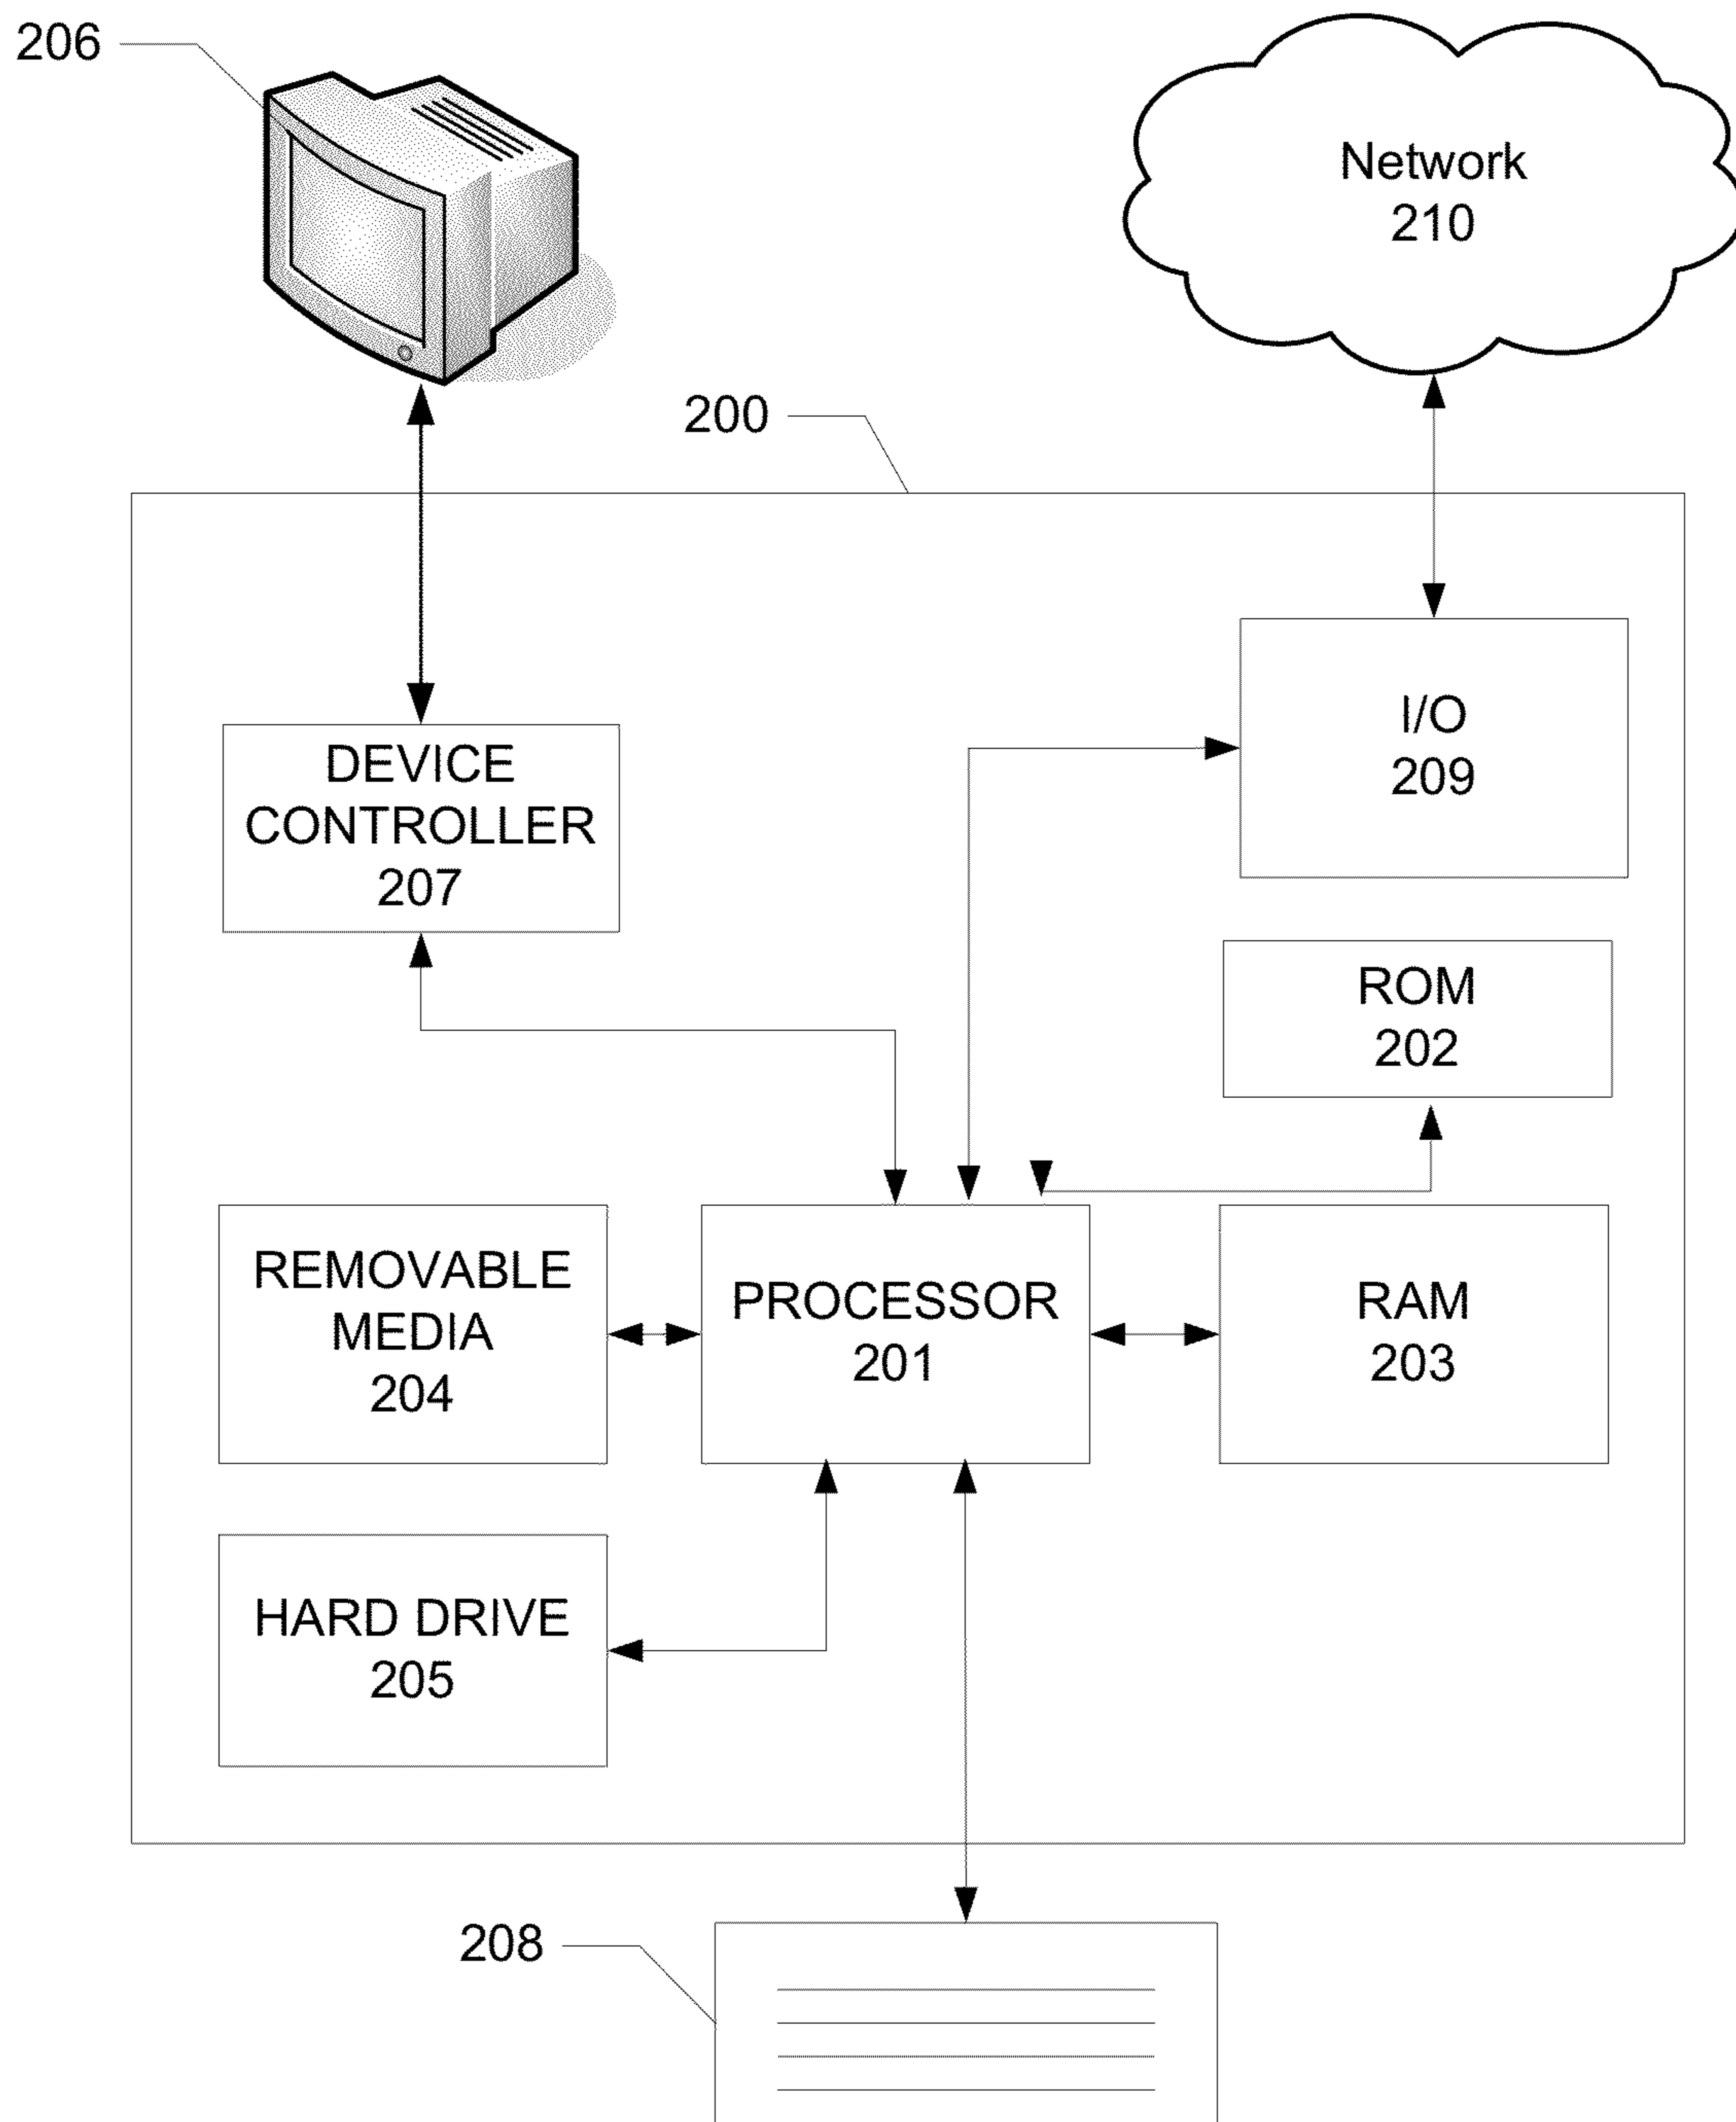 206
Network
210
200
I/O
209
DEVICE
CONTROLLER
207
ROM
202
REMOVABLE
MEDIA
204
PROCESSOR
201
RAM
203
HARD DRIVE
205
208